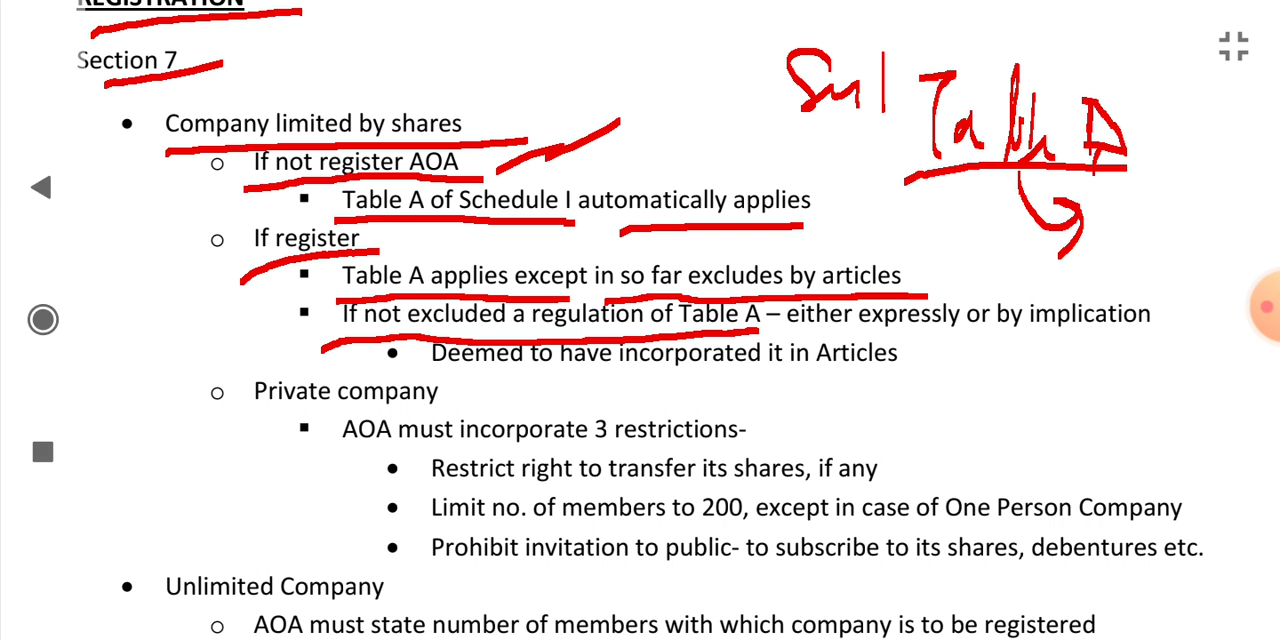 REGISTRATION
Section 7
Table
Company limited by shares
If not register AOA
Table A of Schedule I automatically applies
If register
Table A applies except in so far excludes by articles
If not excluded a regulation of Table A – either expressly or by implication
Deemed to have incorporated it in Articles
Private company
AOA must incorporate 3 restrictions-
Restrict right to transfer its shares, if any
Limit no. of members to 200, except in case of One Person Company
Prohibit invitation to public- to subscribe to its shares, debentures etc.
Unlimited Company
AOA must state number of members with which company is to be registered